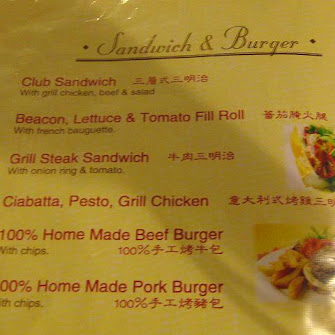 Sandwich & Burger
Club Sandwich 三層式三明治
With grill chicken, beef & salad
Beacon, Lettuce & Tomato Fill Roll 蕃茄腌火腿
With french bauguette.
Grill Steak Sandwich 牛肉三明治
With onion ring & tomato.
Ciabatta, Pesto, Grill Chicken 意大利式烤雞三明
100% Home Made Beef Burger
With chips. 100%手工烤牛包
100% Home Made Pork Burger
With chips. 100%手工烤豬包